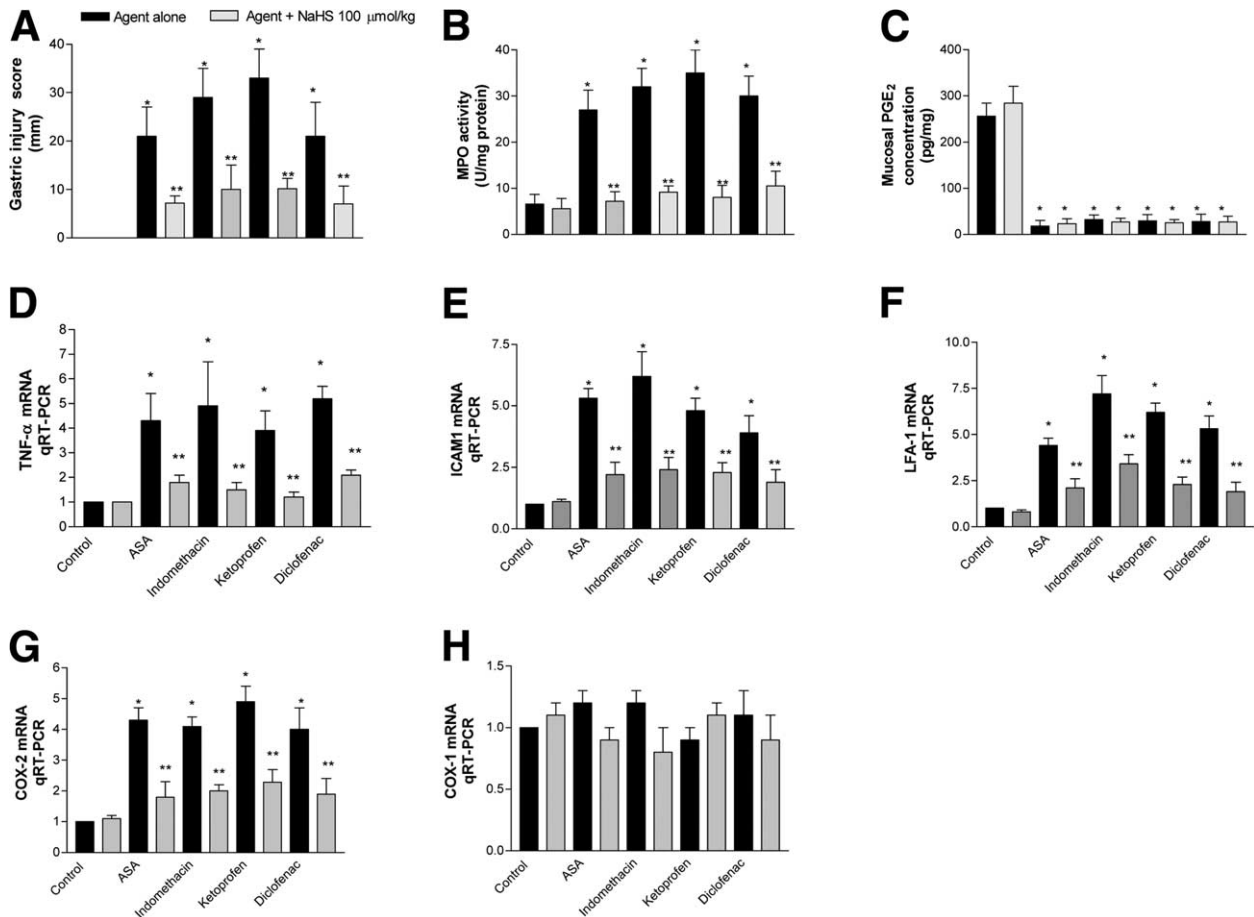 Agent alone
Agent + NaHS 100 μmol/kg
A
Gastric injury score
(mm)
40
30
20
10
0
*
**
*
**
*
**
*
**
B
MPO activity
(U/mg protein)
40
30
20
10
0
*
**
*
**
*
**
*
**
C
Mucosal PGE2
concentration
(pg/mg)
400
300
200
100
0
* * * * * * * *
D
TNF-α mRNA
qRT-PCR
8
7
6
5
4
3
2
1
0
*
**
*
**
*
**
*
**
Control
ASA
Indomethacin
Ketoprofen
Diclofenac
E
ICAM1 mRNA
qRT-PCR
7.5
5.0
2.5
0.0
*
**
*
**
*
**
*
**
Control
ASA
Indomethacin
Ketoprofen
Diclofenac
F
LFA-1 mRNA
qRT-PCR
10.0
7.5
5.0
2.5
0.0
*
**
*
**
*
**
*
**
Control
ASA
Indomethacin
Ketoprofen
Diclofenac
G
COX-2 mRNA
qRT-PCR
6
5
4
3
2
1
0
*
**
*
**
*
**
*
**
Control
ASA
Indomethacin
Ketoprofen
Diclofenac
H
COX-1 mRNA
qRT-PCR
1.5
1.0
0.5
0.0
Control
ASA
Indomethacin
Ketoprofen
Diclofenac